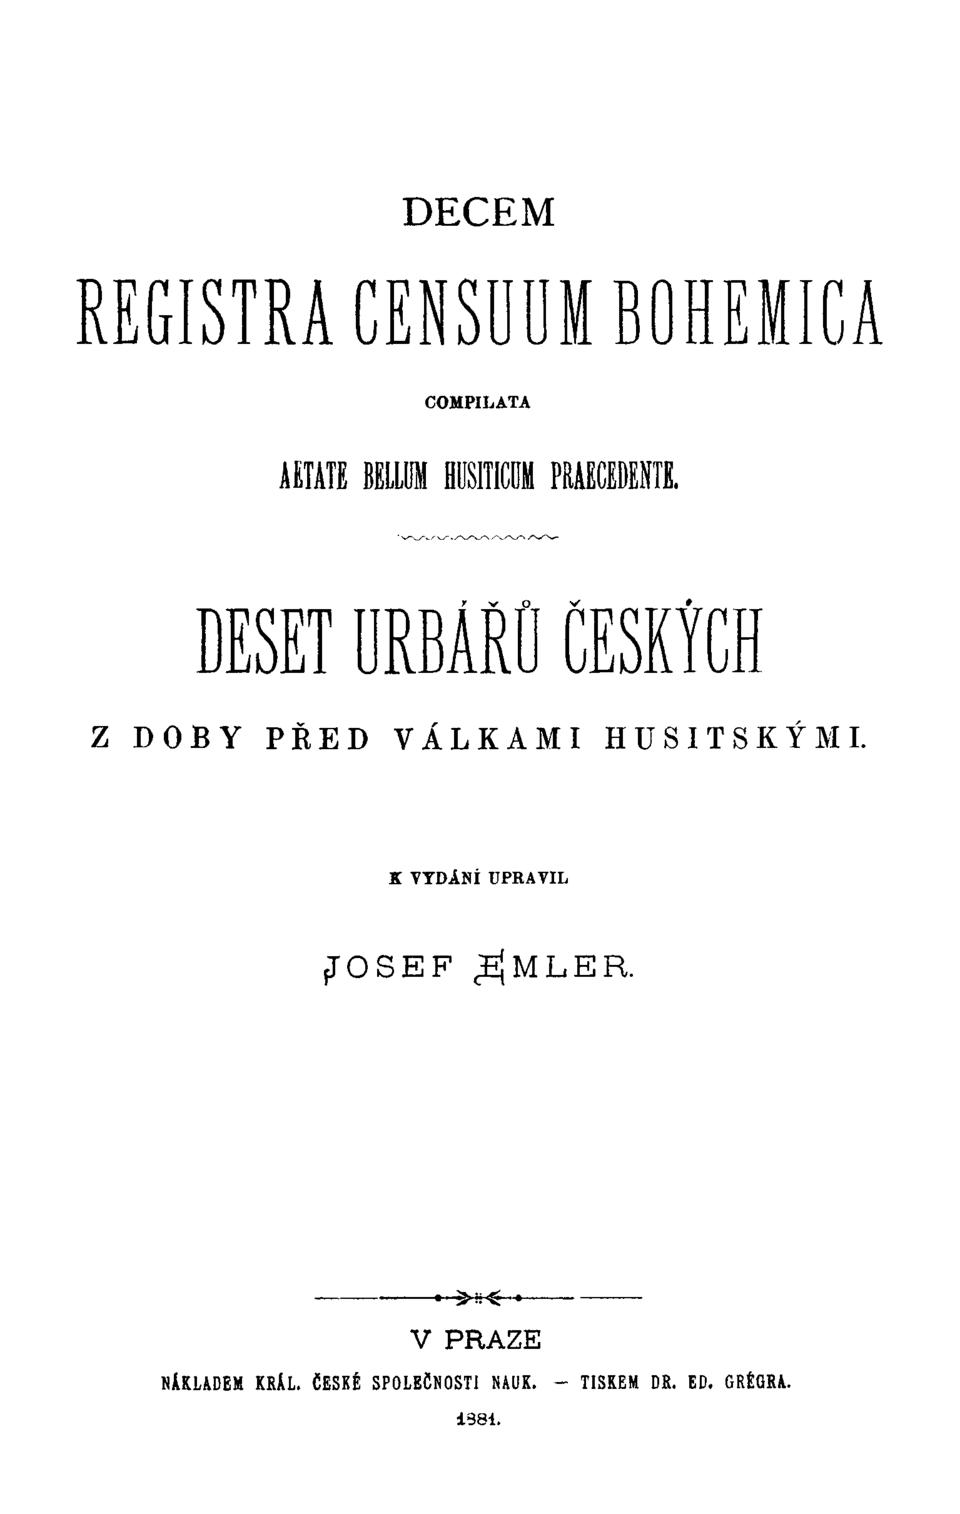 DECEM
REGISTRA CENSUUM BOHEMICA
COMPILATA
AETATE BELLUM HUSITICUM PRAECEDENTE.
DESET URBÁŘŮ ČESKÝCH
Z DOBY PŘED VÁLKAMI HUSITSKÝMI.
K VYDÁNÍ UPRAVIL
JOSEF EMLER.
V PRAZE
NÁKLADEM KRÁL. ČESKÉ SPOLEČNOSTI NAUK. — TISKEM DR. ED. GRÉGRA.
1881.